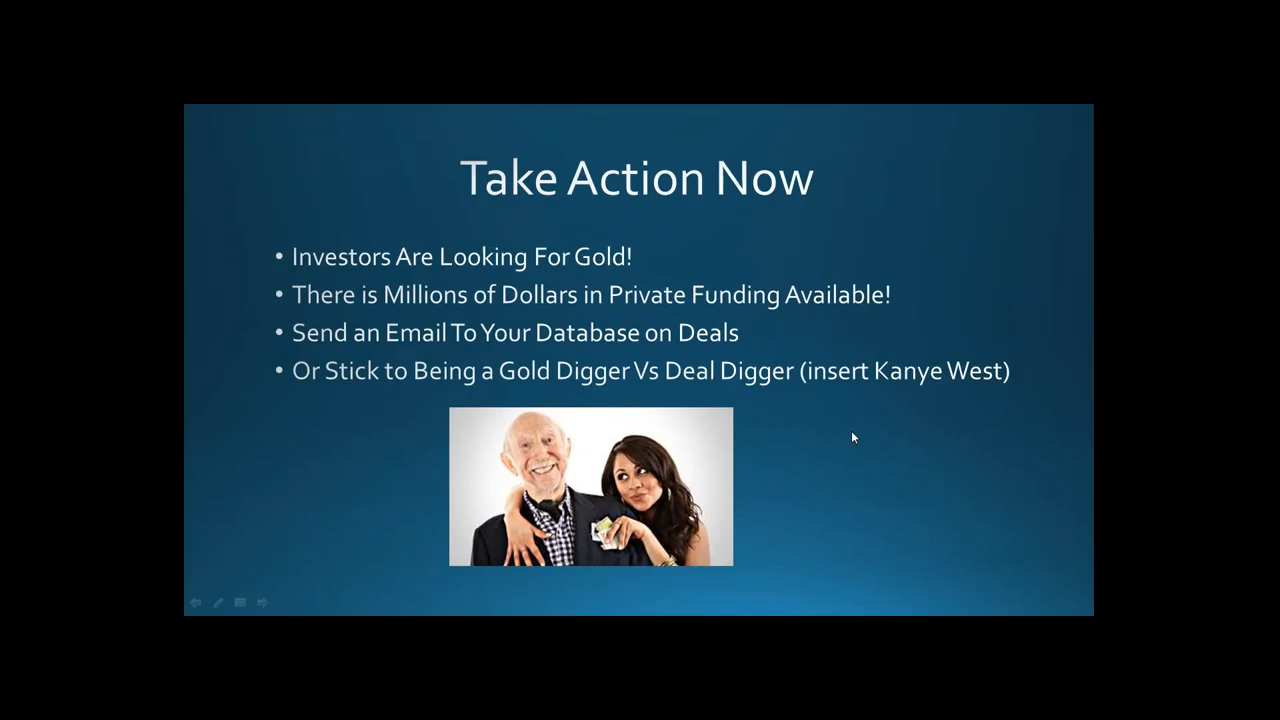 Take Action Now
• Investors Are Looking For Gold!
• There is Millions of Dollars in Private Funding Available!
• Send an Email To Your Database on Deals
• Or Stick to Being a Gold Digger Vs Deal Digger (insert Kanye West)